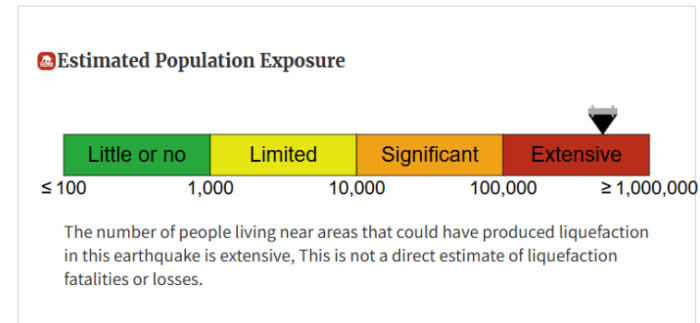 Estimated Population Exposure
Little or no Limited Significant Extensive
≤ 100 1,000 10,000 100,000 ≥ 1,000,000
The number of people living near areas that could have produced liquefaction
in this earthquake is extensive, This is not a direct estimate of liquefaction
fatalities or losses.